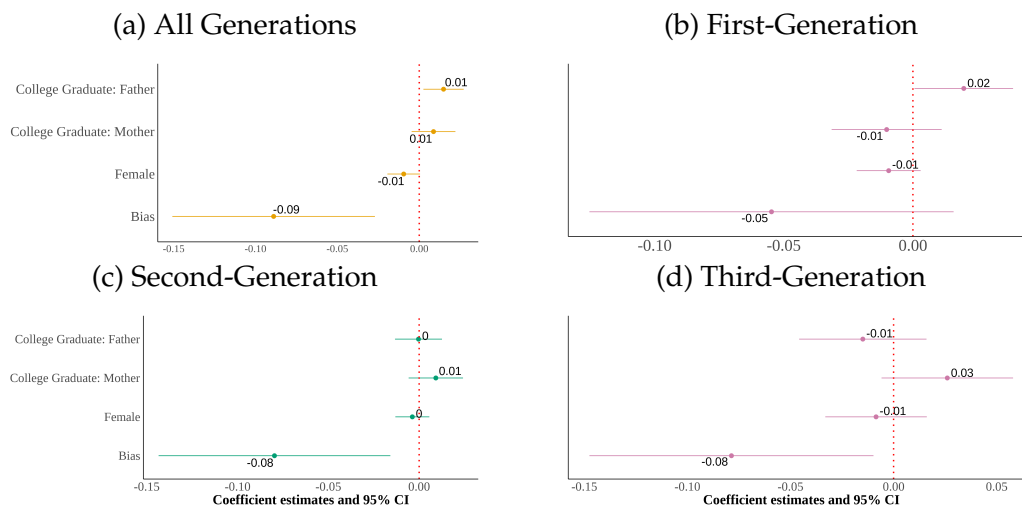 (a) All Generations
College Graduate: Father
0.01
College Graduate: Mother
0.01
Female
-0.01
Bias
-0.09
-0.15 -0.10 -0.05 0.00
(b) First-Generation
0.02
-0.01
-0.01
-0.05
-0.10 -0.05 0.00
(c) Second-Generation
College Graduate: Father
0
College Graduate: Mother
0.01
Female
0
Bias
-0.08
-0.15 -0.10 -0.05 0.00
Coefficient estimates and 95% CI
(d) Third-Generation
-0.01
0.03
-0.01
-0.08
-0.15 -0.10 -0.05 0.00 0.05
Coefficient estimates and 95% CI